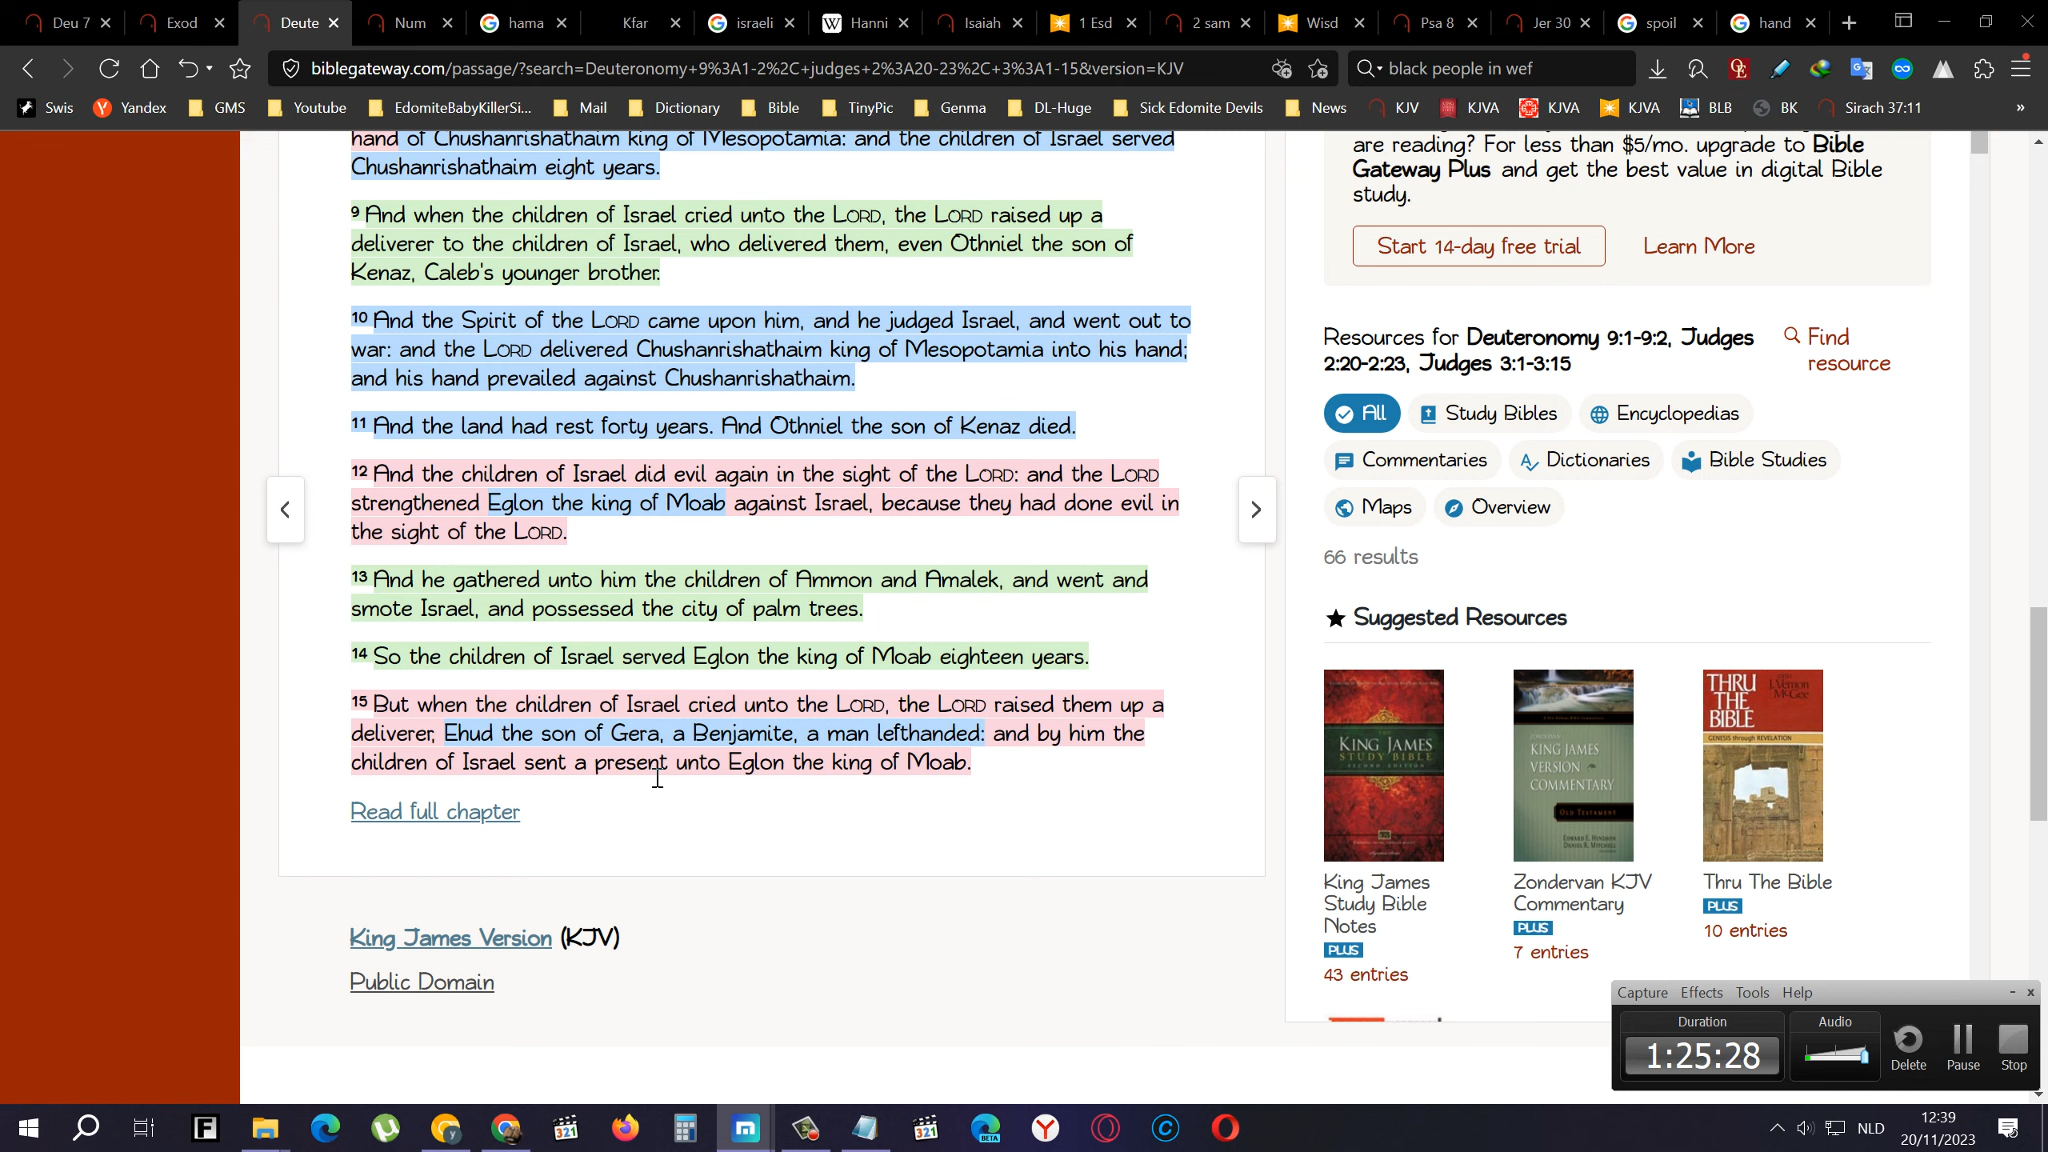 Deu 7
Exod
Deute
Num
hama
Kfar
israeli
Hanni
Isaiah
1 Esd
2 sam
Wisd
Psa 8
Jer 30
spoil
hand
biblegateway.com/passage/?search=Deuteronomy+9%3A1-2%2C+judges+2%3A20-23%2C+3%3A1-15&version=KJV
black people in wef
Swis
Yandex
GMS
Youtube
EdomiteBabyKillerSi...
Mail
Dictionary
Bible
TinyPic
Genma
DL-Huge
Sick Edomite Devils
News
KJV
KJVA
KJVA
KJVA
BLB
BK
Sirach 37:11
hand of Chushanrishathaim king of Mesopotamia: and the children of Israel served
Chushanrishathaim eight years.
9 And when the children of Israel cried unto the LORD, the LORD raised up a
deliverer to the children of Israel, who delivered them, even Othniel the son of
Kenaz, Caleb's younger brother.
10 And the Spirit of the LORD came upon him, and he judged Israel, and went out to
war: and the LORD delivered Chushanrishathaim king of Mesopotamia into his hand;
and his hand prevailed against Chushanrishathaim.
11 And the land had rest forty years. And Othniel the son of Kenaz died.
12 And the children of Israel did evil again in the sight of the LORD: and the LORD
strengthened Eglon the king of Moab against Israel, because they had done evil in
the sight of the LORD.
13 And he gathered unto him the children of Ammon and Amalek, and went and
smote Israel, and possessed the city of palm trees.
14 So the children of Israel served Eglon the king of Moab eighteen years.
15 But when the children of Israel cried unto the LORD, the LORD raised them up a
deliverer, Ehud the son of Gera, a Benjamite, a man lefthanded: and by him the
children of Israel sent a present unto Eglon the king of Moab.
Read full chapter
King James Version (KJV)
Public Domain
are reading? For less than $5/mo. upgrade to Bible
Gateway Plus and get the best value in digital Bible
study.
Start 14-day free trial
Learn More
Resources for Deuteronomy 9:1-9:2, Judges
2:20-2:23, Judges 3:1-3:15
Find
resource
All
Study Bibles
Encyclopedias
Commentaries
Dictionaries
Bible Studies
Maps
Overview
66 results
Suggested Resources
KING JAMES
STUDY BIBLE
KING JAMES
VERSION
COMMENTARY
OLD TESTAMENT
THRU
THE
BIBLE
GENESIS through REVELATION
King James
Study Bible
Notes
PLUS
43 entries
Zondervan KJV
Commentary
PLUS
7 entries
Thru The Bible
PLUS
10 entries
Capture Effects Tools Help
Duration
1:25:28
Audio
Delete
Pause
Stop
321
321
BETA
NLD
12:39
20/11/2023